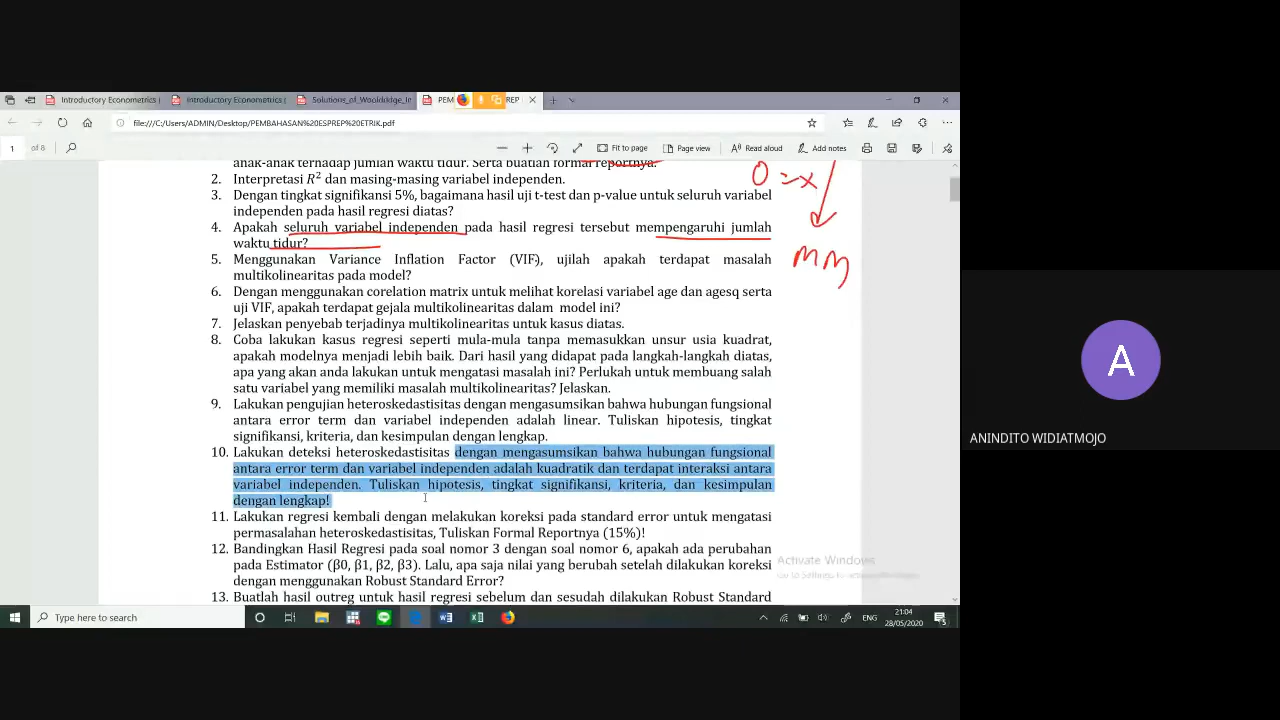 Introductory Econometrics (
Introductory Econometrics (
Solutions_of_Wooldridge_In
PEM
REP
file:///C:/Users/ADMIN/Desktop/PEMBAHASAN%20ESPREP%20ETRIK.pdf
1 of 8
Fit to page
Page view
Read aloud
Add notes
anak-anak terhadap jumlah waktu tidur. Serta buatlah formal reportnya.
2. Interpretasi R² dan masing-masing variabel independen.
3. Dengan tingkat signifikansi 5%, bagaimana hasil uji t-test dan p-value untuk seluruh variabel
independen pada hasil regresi diatas?
4. Apakah seluruh variabel independen pada hasil regresi tersebut mempengaruhi jumlah
waktu tidur?
5. Menggunakan Variance Inflation Factor (VIF), ujilah apakah terdapat masalah
multikolinearitas pada model?
6. Dengan menggunakan corelation matrix untuk melihat korelasi variabel age dan agesq serta
uji VIF, apakah terdapat gejala multikolinearitas dalam model ini?
7. Jelaskan penyebab terjadinya multikolinearitas untuk kasus diatas.
8. Coba lakukan kasus regresi seperti mula-mula tanpa memasukkan unsur usia kuadrat,
apakah modelnya menjadi lebih baik. Dari hasil yang didapat pada langkah-langkah diatas,
apa yang akan anda lakukan untuk mengatasi masalah ini? Perlukah untuk membuang salah
satu variabel yang memiliki masalah multikolinearitas? Jelaskan.
9. Lakukan pengujian heteroskedastisitas dengan mengasumsikan bahwa hubungan fungsional
antara error term dan variabel independen adalah linear. Tuliskan hipotesis, tingkat
signifikansi, kriteria, dan kesimpulan dengan lengkap.
10. Lakukan deteksi heteroskedastisitas dengan mengasumsikan bahwa hubungan fungsional
antara error term dan variabel independen adalah kuadratik dan terdapat interaksi antara
variabel independen. Tuliskan hipotesis, tingkat signifikansi, kriteria, dan kesimpulan
dengan lengkap!
11. Lakukan regresi kembali dengan melakukan koreksi pada standard error untuk mengatasi
permasalahan heteroskedastisitas, Tuliskan Formal Reportnya (15%)!
12. Bandingkan Hasil Regresi pada soal nomor 3 dengan soal nomor 6, apakah ada perubahan
pada Estimator (β0, β1, β2, β3). Lalu, apa saja nilai yang berubah setelah dilakukan koreksi
dengan menggunakan Robust Standard Error?
13. Buatlah hasil outreg untuk hasil regresi sebelum dan sesudah dilakukan Robust Standard
A
ANINDITO WIDIATMOJO
Activate Windows
Go to Settings to activate Windows.
Type here to search
ENG
21:04
28/05/2020